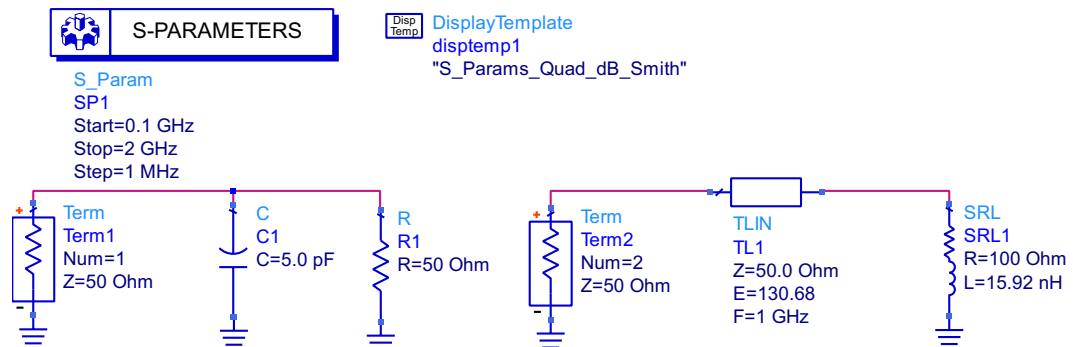 S-PARAMETERS
Disp
Temp
DisplayTemplate
disptemp1
"S_Params_Quad_dB_Smith"
S_Param
SP1
Start=0.1 GHz
Stop=2 GHz
Step=1 MHz
+
Term
Term1
Num=1
Z=50 Ohm
-
C
C1
C=5.0 pF
R
R1
R=50 Ohm
+
Term
Term2
Num=2
Z=50 Ohm
-
TLIN
TL1
Z=50.0 Ohm
E=130.68
F=1 GHz
SRL
SRL1
R=100 Ohm
L=15.92 nH